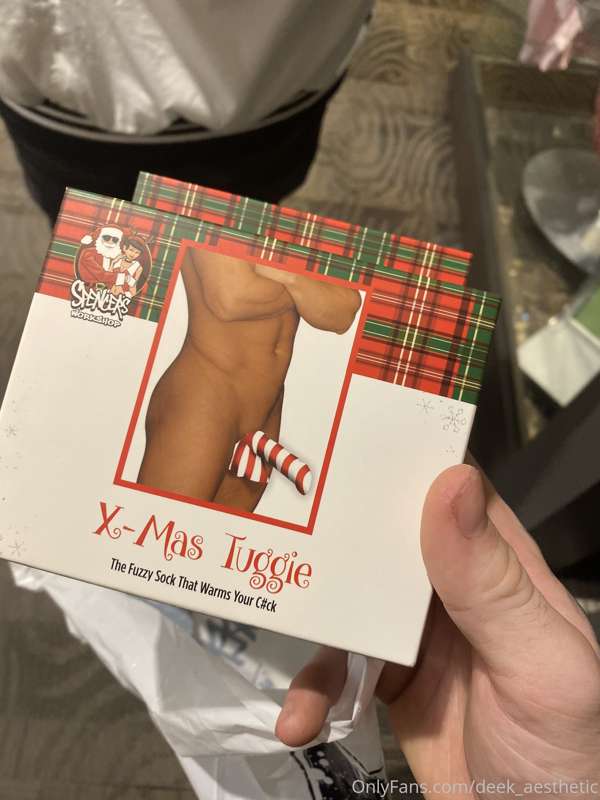 SPENCER'S
WORKSHOP
X-Mas Tuggie
The Fuzzy Sock That Warms Your C#ck
OnlyFans.com/deek_aesthetic